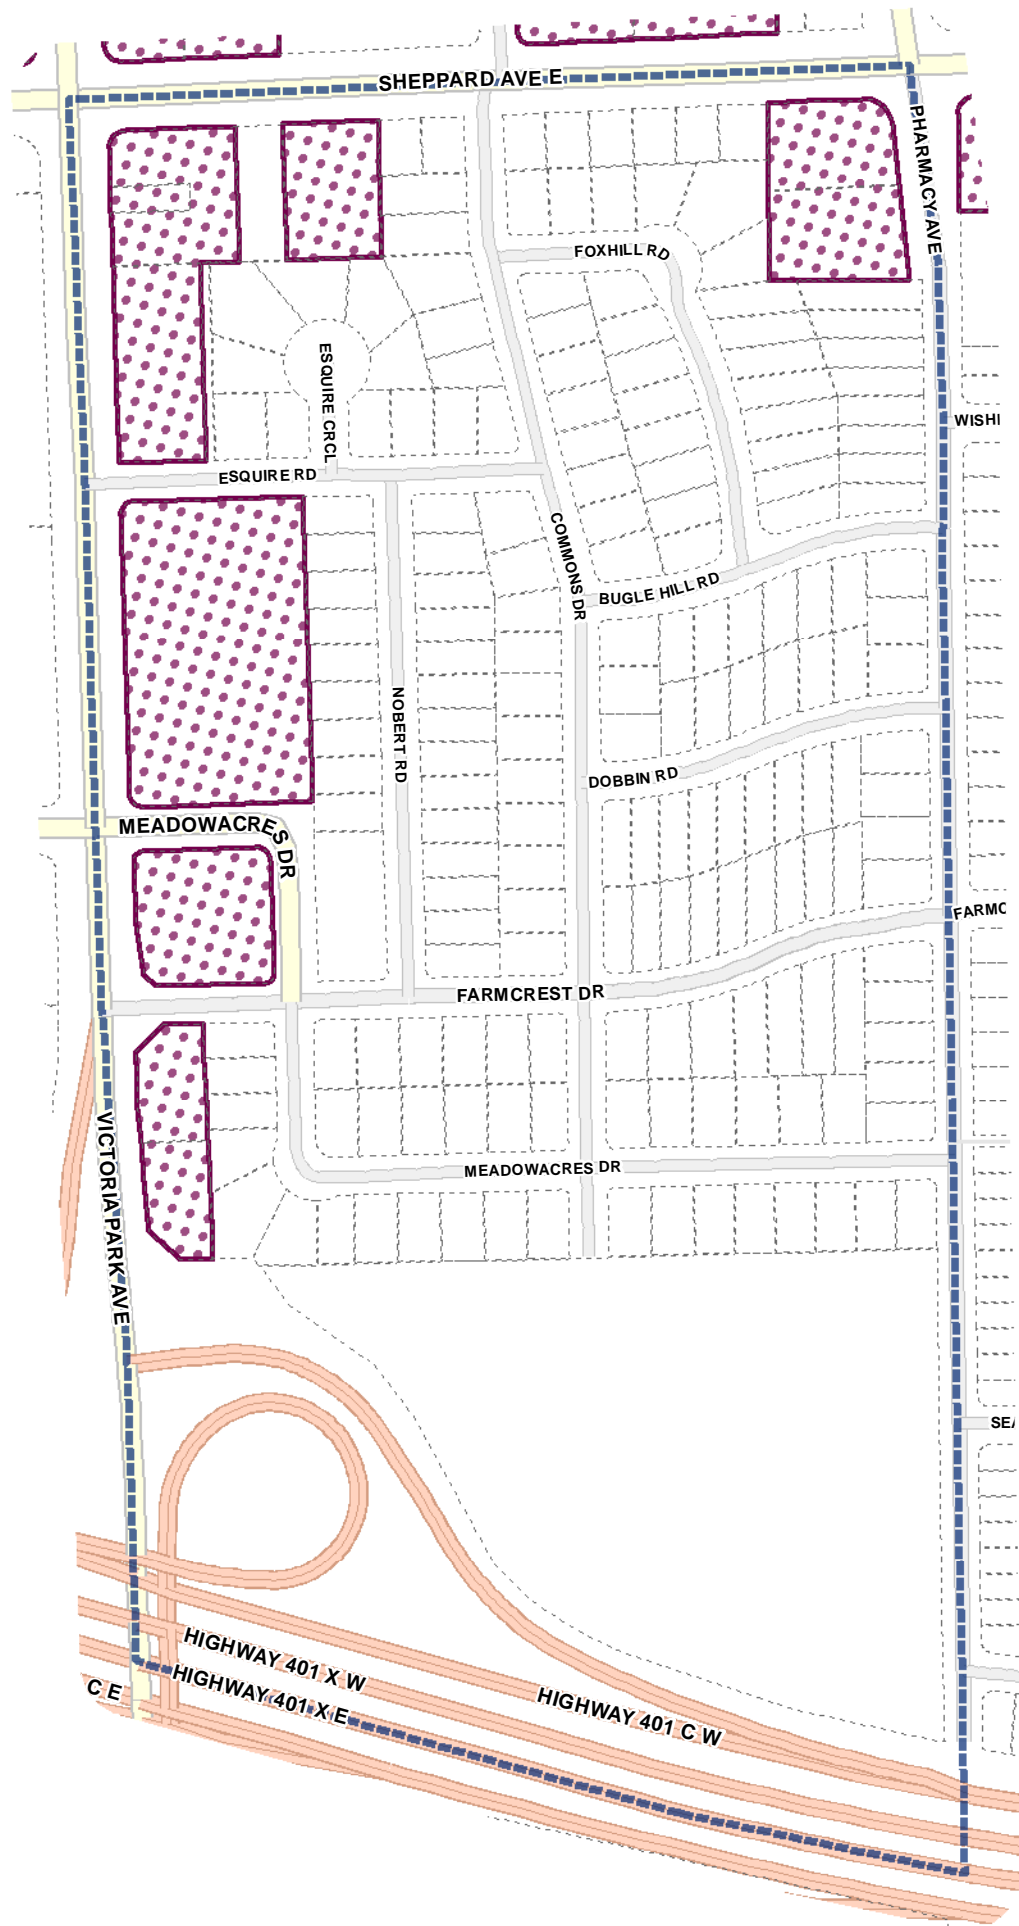 SHEPPARD AVE E
PHARMACY AVE
FOXHILL RD
ESQUIRE CRCL
WISHI
ESQUIRE RD
COMMONS DR
BUGLE HILL RD
NOBERT RD
DOBBIN RD
MEADOWACRES DR
FARMC
FARMCREST DR
VICTORIA PARK AVE
MEADOWACRES DR
SEA
HIGHWAY 401 X W
HIGHWAY 401 X E
C E
HIGHWAY 401 C W